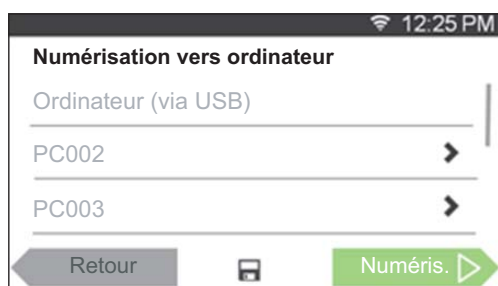 12:25 PM
Numérisation vers ordinateur
Ordinateur (via USB)
PC002
PC003
Retour
Numéris.